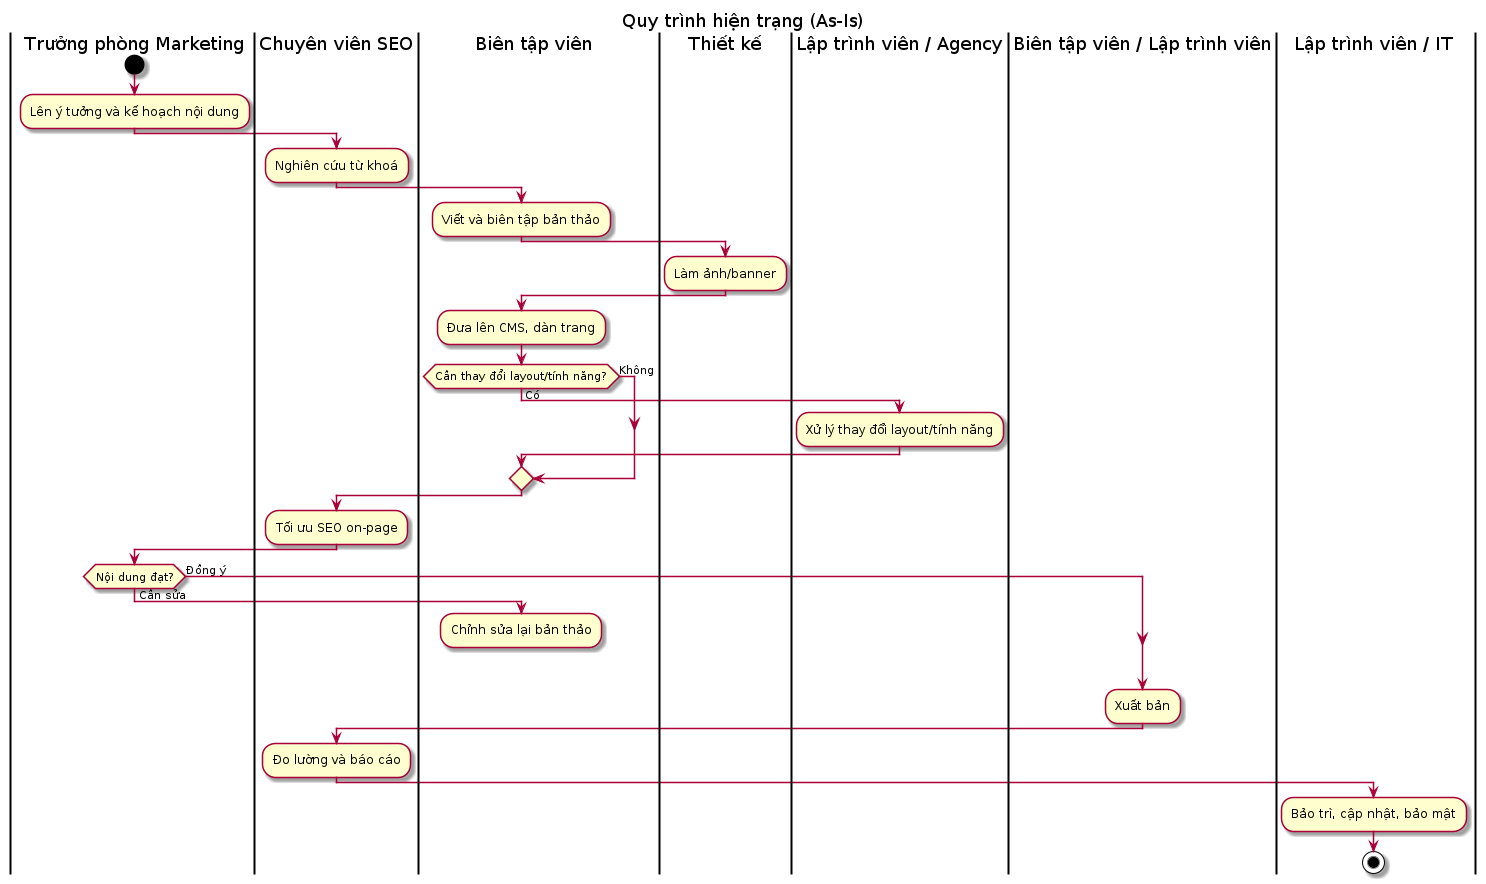 Quy trình hiện trạng (As-Is)
Trưởng phòng Marketing
Chuyên viên SEO
Biên tập viên
Thiết kế
Lập trình viên / Agency
Biên tập viên / Lập trình viên
Lập trình viên / IT
Lên ý tưởng và kế hoạch nội dung
Nghiên cứu từ khoá
Viết và biên tập bản thảo
Làm ảnh/banner
Đưa lên CMS, dàn trang
Cần thay đổi layout/tính năng?
Không
Có
Xử lý thay đổi layout/tính năng
Tối ưu SEO on-page
Nội dung đạt?
Đồng ý
Cần sửa
Chỉnh sửa lại bản thảo
Xuất bản
Đo lường và báo cáo
Bảo trì, cập nhật, bảo mật